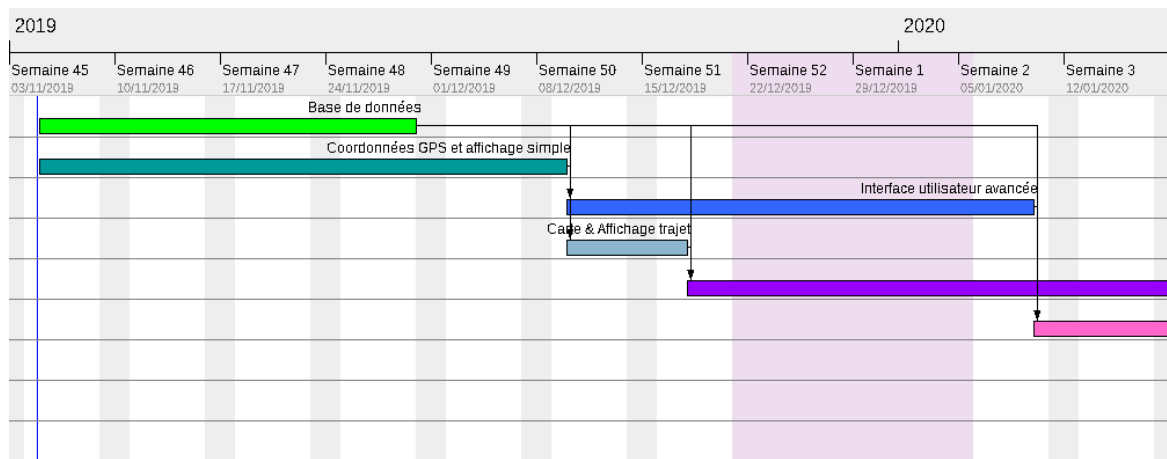 2019 2020
Semaine 45 Semaine 46 Semaine 47 Semaine 48 Semaine 49 Semaine 50 Semaine 51 Semaine 52 Semaine 1 Semaine 2 Semaine 3
03/11/2019 10/11/2019 17/11/2019 24/11/2019 01/12/2019 08/12/2019 15/12/2019 22/12/2019 29/12/2019 05/01/2020 12/01/2020
Base de données
Coordonnées GPS et affichage simple
Interface utilisateur avancée
Carte & Affichage trajet